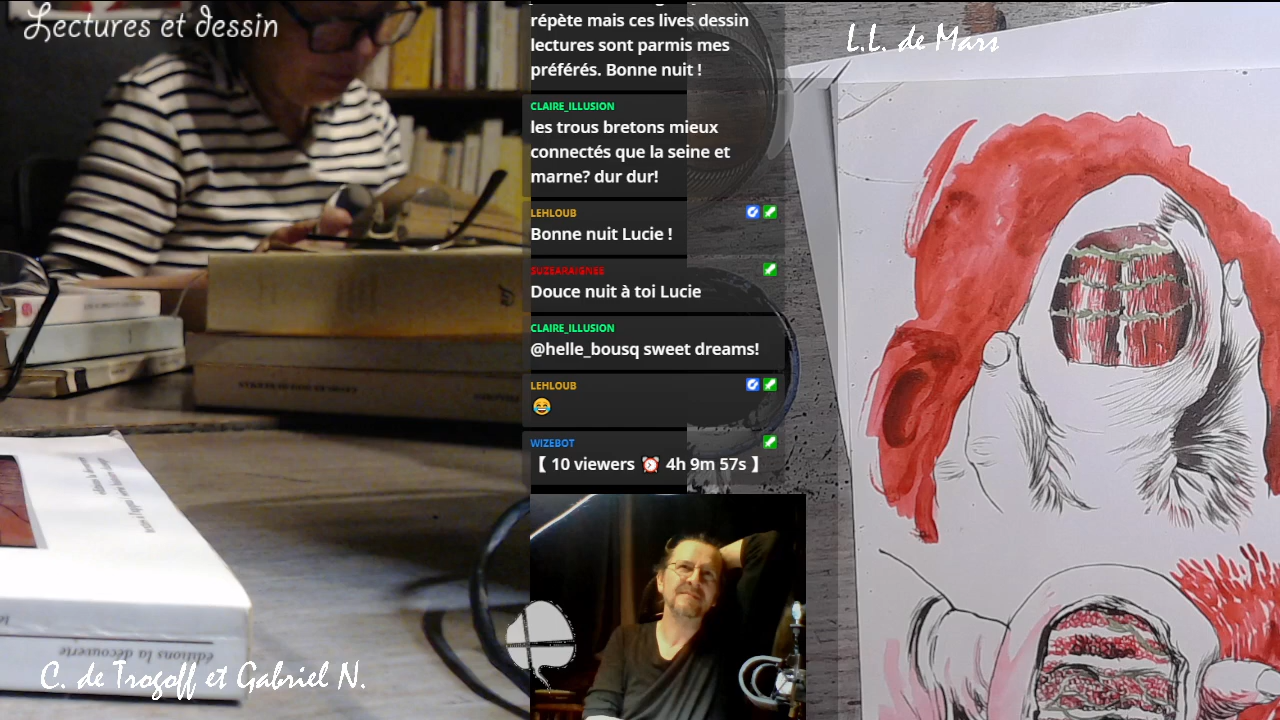 Lectures et dessin
répète mais ces lives dessin
lectures sont parmis mes
préférés. Bonne nuit !
CLAIRE_ILLUSION
les trous bretons mieux
connectés que la seine et
marne? dur dur!
LEHLOUB
Bonne nuit Lucie !
SUZEARAIGNEE
Douce nuit à toi Lucie
CLAIRE_ILLUSION
@helle_bousq sweet dreams!
LEHLOUB
😂
WIZEBOT
【 10 viewers ⏰ 4h 9m 57s 】
L.L. de Mars
éditions la découverte
C. de Trogoff et Gabriel N.